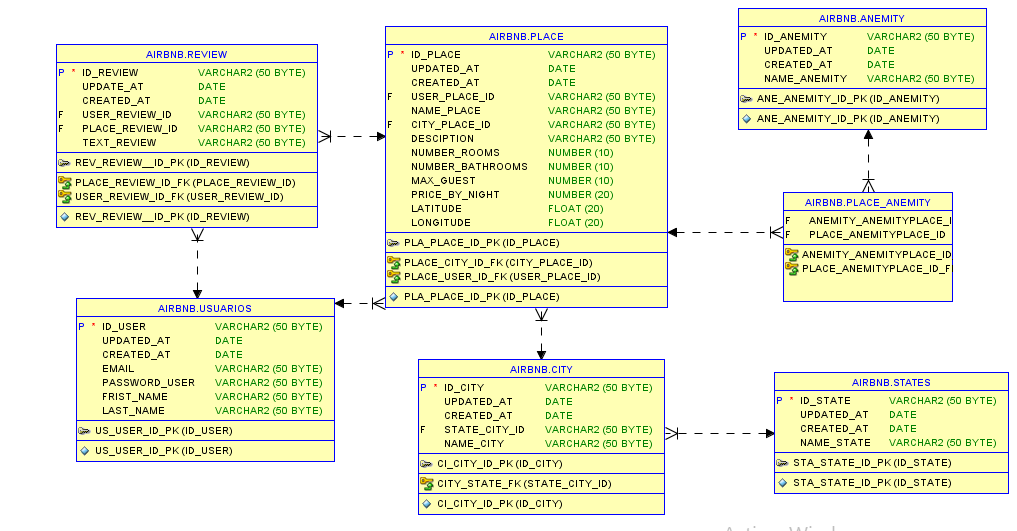 AIRBNB.REVIEW
P * ID_REVIEW VARCHAR2 (50 BYTE)
UPDATE_AT DATE
CREATED_AT DATE
F USER_REVIEW_ID VARCHAR2 (50 BYTE)
F PLACE_REVIEW_ID VARCHAR2 (50 BYTE)
TEXT_REVIEW VARCHAR2 (50 BYTE)
REV_REVIEW__ID_PK (ID_REVIEW)
PLACE_REVIEW_ID_FK (PLACE_REVIEW_ID)
USER_REVIEW_ID_FK (USER_REVIEW_ID)
REV_REVIEW__ID_PK (ID_REVIEW)
AIRBNB.PLACE
P * ID_PLACE VARCHAR2 (50 BYTE)
UPDATED_AT DATE
CREATED_AT DATE
F USER_PLACE_ID VARCHAR2 (50 BYTE)
NAME_PLACE VARCHAR2 (50 BYTE)
F CITY_PLACE_ID VARCHAR2 (50 BYTE)
DESCIPTION VARCHAR2 (50 BYTE)
NUMBER_ROOMS NUMBER (10)
NUMBER_BATHROOMS NUMBER (10)
MAX_GUEST NUMBER (10)
PRICE_BY_NIGHT NUMBER (20)
LATITUDE FLOAT (20)
LONGITUDE FLOAT (20)
PLA_PLACE_ID_PK (ID_PLACE)
PLACE_CITY_ID_FK (CITY_PLACE_ID)
PLACE_USER_ID_FK (USER_PLACE_ID)
PLA_PLACE_ID_PK (ID_PLACE)
AIRBNB.ANEMITY
P * ID_ANEMITY VARCHAR2 (50 BYTE)
UPDATED_AT DATE
CREATED_AT DATE
NAME_ANEMITY VARCHAR2 (50 BYTE)
ANE_ANEMITY_ID_PK (ID_ANEMITY)
ANE_ANEMITY_ID_PK (ID_ANEMITY)
AIRBNB.PLACE_ANEMITY
F ANEMITY_ANEMITYPLACE_I
F PLACE_ANEMITYPLACE_ID
ANEMITY_ANEMITYPLACE_ID
PLACE_ANEMITYPLACE_ID_F
AIRBNB.USUARIOS
P * ID_USER VARCHAR2 (50 BYTE)
UPDATED_AT DATE
CREATED_AT DATE
EMAIL VARCHAR2 (50 BYTE)
PASSWORD_USER VARCHAR2 (50 BYTE)
FRIST_NAME VARCHAR2 (50 BYTE)
LAST_NAME VARCHAR2 (50 BYTE)
US_USER_ID_PK (ID_USER)
US_USER_ID_PK (ID_USER)
AIRBNB.CITY
P * ID_CITY VARCHAR2 (50 BYTE)
UPDATED_AT DATE
CREATED_AT DATE
F STATE_CITY_ID VARCHAR2 (50 BYTE)
NAME_CITY VARCHAR2 (50 BYTE)
CI_CITY_ID_PK (ID_CITY)
CITY_STATE_FK (STATE_CITY_ID)
CI_CITY_ID_PK (ID_CITY)
AIRBNB.STATES
P * ID_STATE VARCHAR2 (50 BYTE)
UPDATED_AT DATE
CREATED_AT DATE
NAME_STATE VARCHAR2 (50 BYTE)
STA_STATE_ID_PK (ID_STATE)
STA_STATE_ID_PK (ID_STATE)